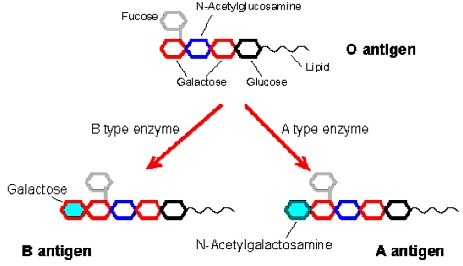 N-Acetylglucosamine
Fucose
O antigen
Lipid
Galactose
Glucose
B type enzyme
A type enzyme
Galactose
N-Acetylgalactosamine
B antigen
A antigen